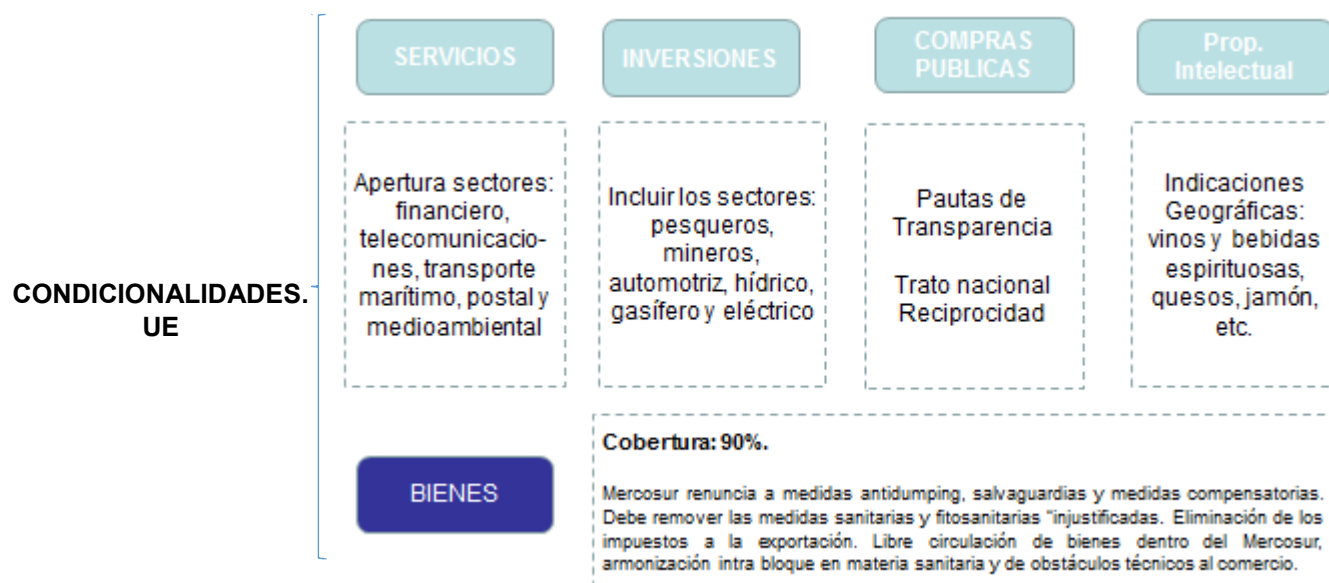 CONDICIONALIDADES.
UE
SERVICIOS
Apertura sectores:
financiero,
telecomunicacio-
nes, transporte
marítimo, postal y
medioambiental
INVERSIONES
Incluir los sectores:
pesqueros,
mineros,
automotriz, hídrico,
gasífero y eléctrico
COMPRAS
PUBLICAS
Pautas de
Transparencia
Trato nacional
Reciprocidad
Prop.
Intelectual
Indicaciones
Geográficas:
vinos y bebidas
espirituosas,
quesos, jamón,
etc.
BIENES
Cobertura: 90%.
Mercosur renuncia a medidas antidumping, salvaguardias y medidas compensatorias.
Debe remover las medidas sanitarias y fitosanitarias "injustificadas. Eliminación de los
impuestos a la exportación. Libre circulación de bienes dentro del Mercosur,
armonización intra bloque en materia sanitaria y de obstáculos técnicos al comercio.